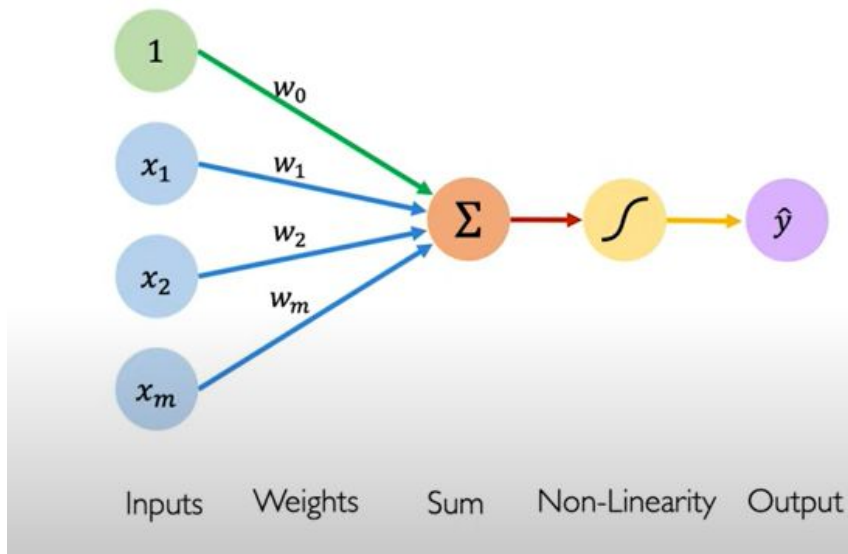 1
w₀
x₁
w₁
Σ
ŷ
w₂
x₂
wₘ
xₘ
Inputs Weights Sum Non-Linearity Output